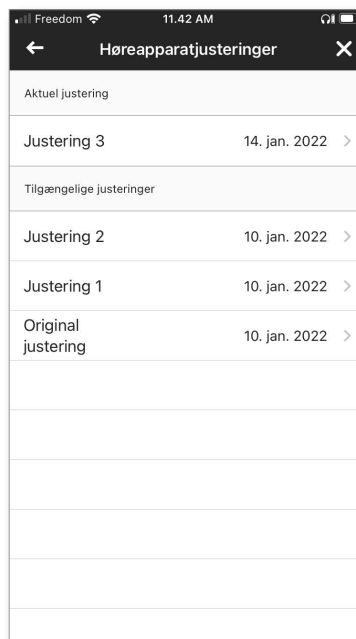 Freedom 11.42 AM
Høreapparatjusteringer
Aktuel justering
Justering 3 14. jan. 2022
Tilgængelige justeringer
Justering 2 10. jan. 2022
Justering 1 10. jan. 2022
Original
justering 10. jan. 2022